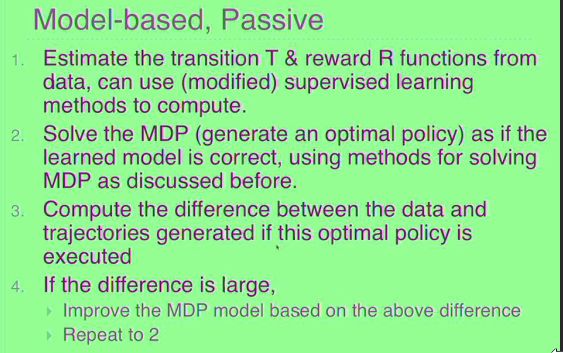 Model-based, Passive
1. Estimate the transition T & reward R functions from
data, can use (modified) supervised learning
methods to compute.
2. Solve the MDP (generate an optimal policy) as if the
learned model is correct, using methods for solving
MDP as discussed before.
3. Compute the difference between the data and
trajectories generated if this optimal policy is
executed
4. If the difference is large,
Improve the MDP model based on the above difference
Repeat to 2